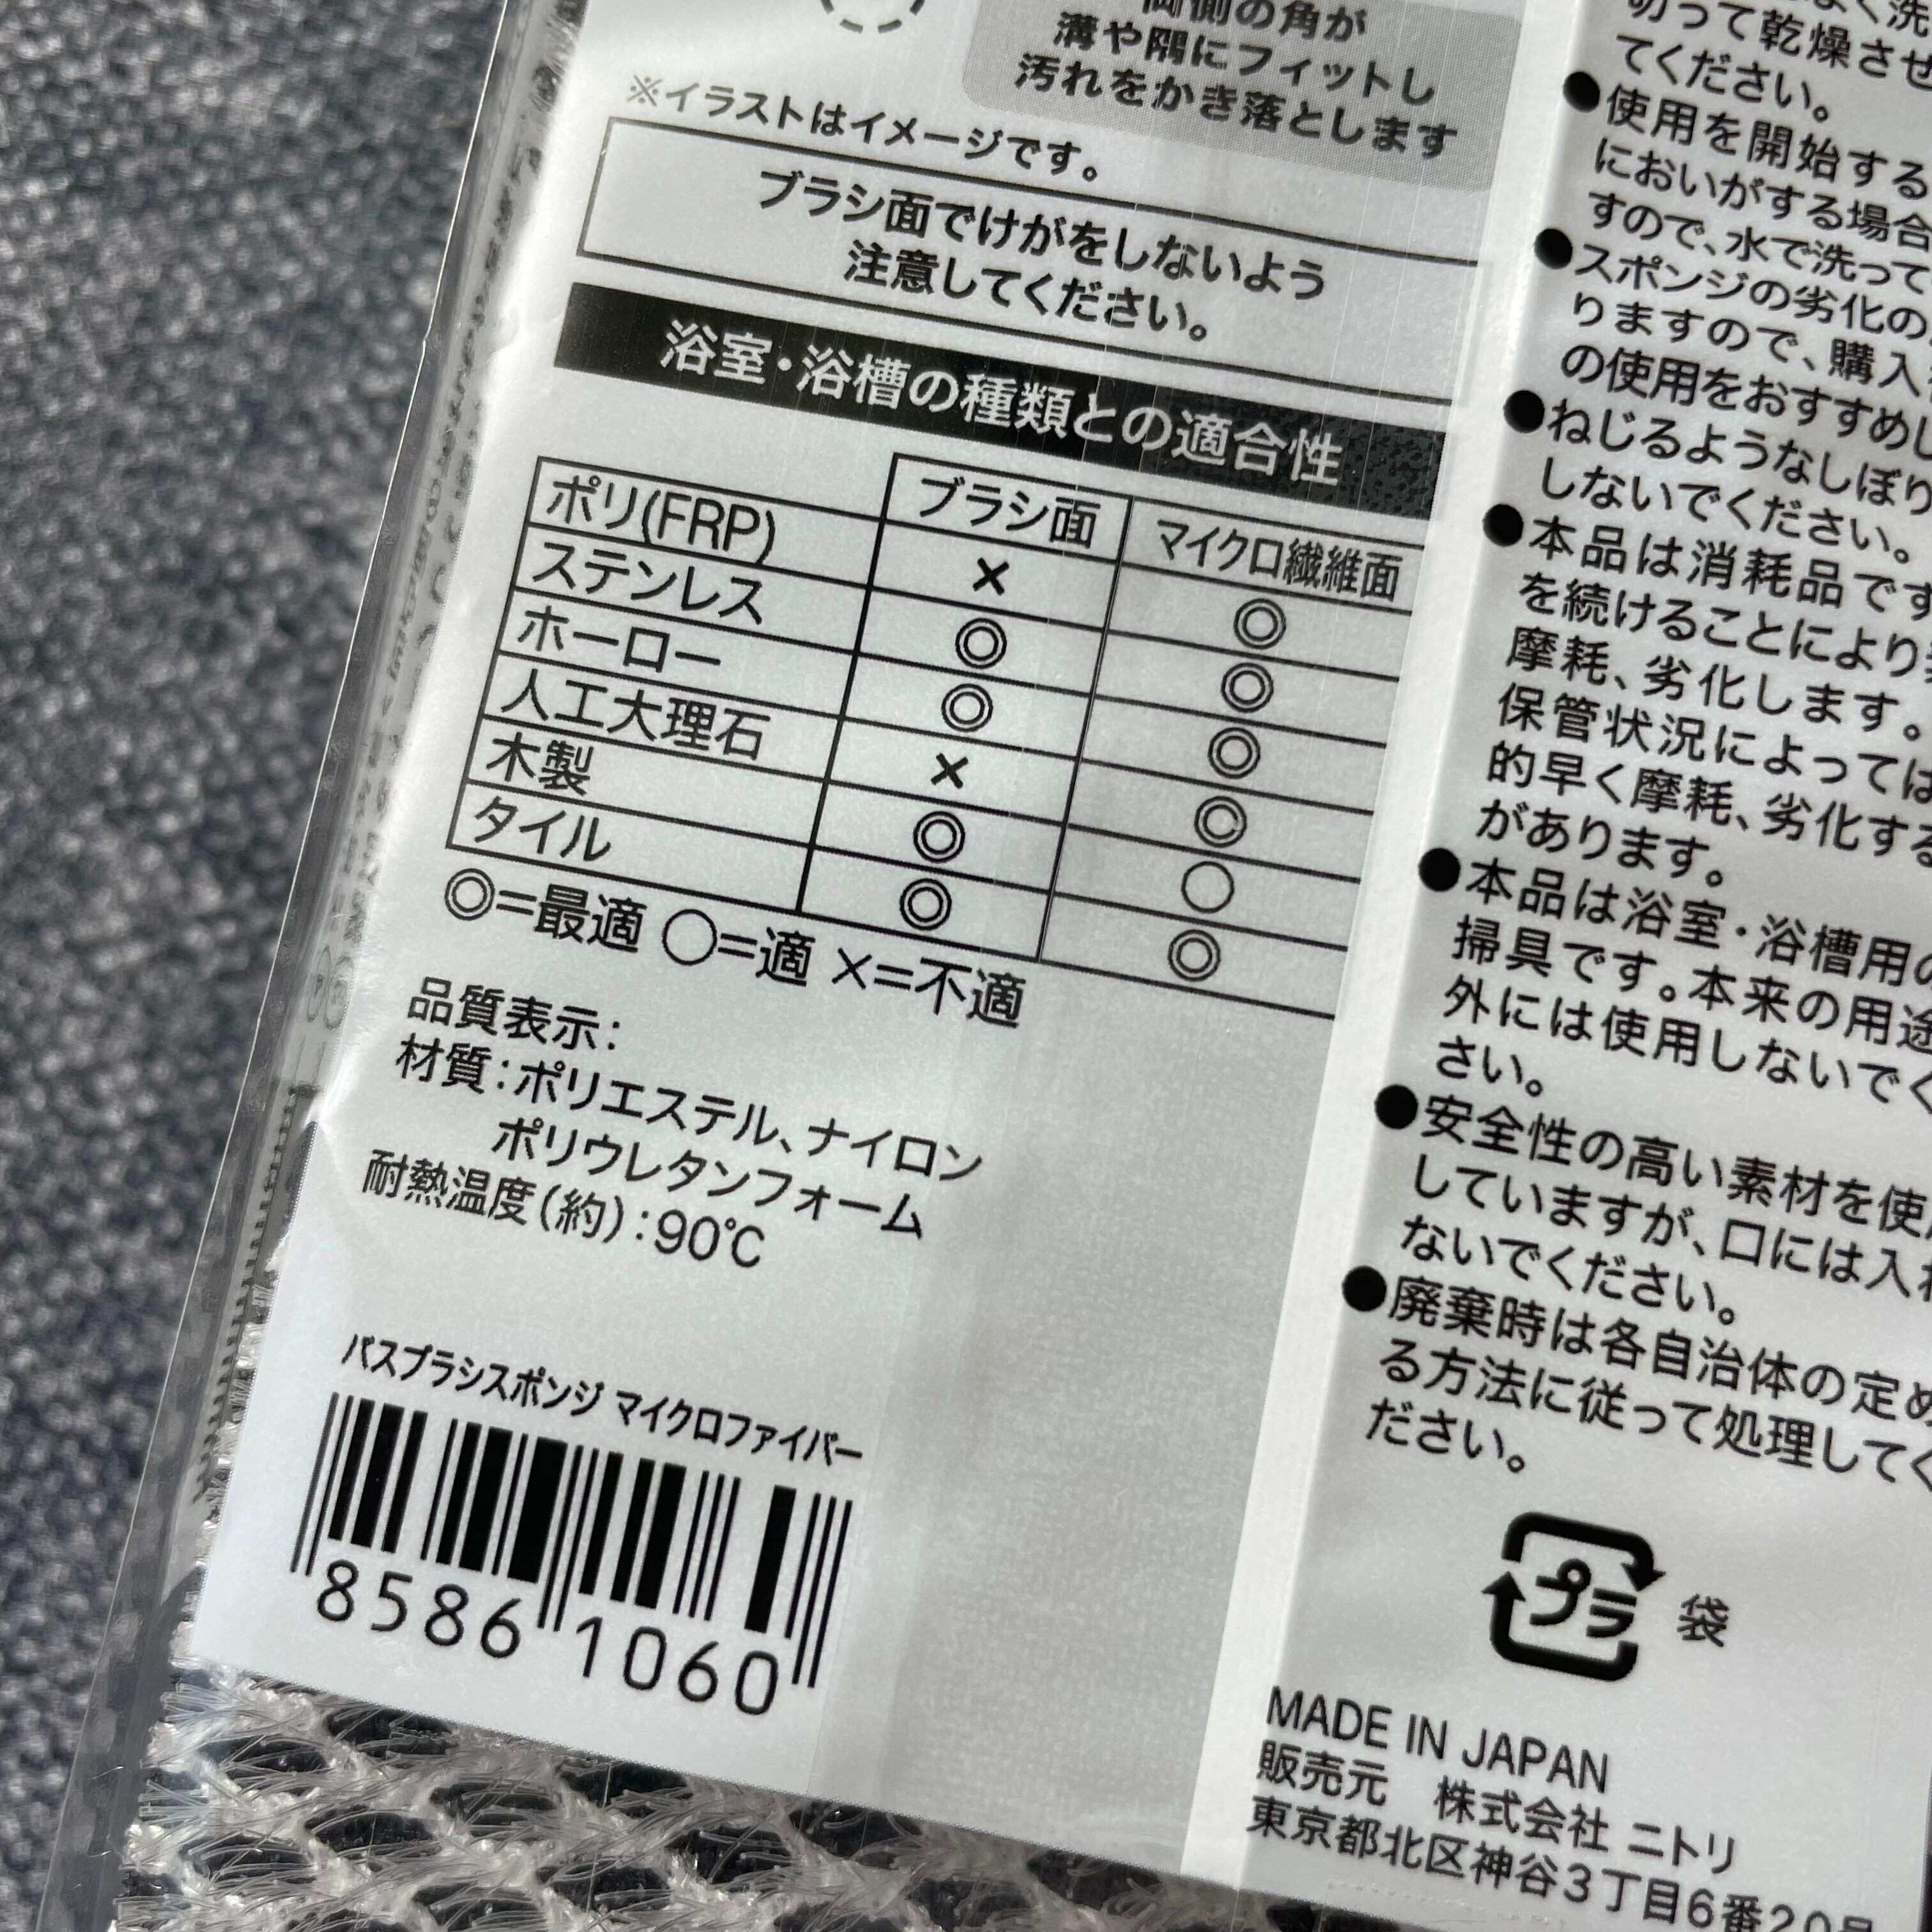 両側の角が
溝や隅にフィットし
汚れをかき落とします
※イラストはイメージです。
ブラシ面でけがをしないよう
注意してください。
浴室・浴槽の種類との適合性
ブラシ面 マイクロ繊維面
ポリ(FRP) × ◎
ステンレス ◎ ◎
ホーロー ◎ ◎
人工大理石 × ◎
木製 ◎ ○
タイル ◎ ◎
◎=最適 ○=適 ×=不適
品質表示:
材質:ポリエステル、ナイロン
ポリウレタンフォーム
耐熱温度(約):90℃
バスブラシスポンジ マイクロファイバー
8586 1060
よく洗
切って乾燥させ
てください。
●使用を開始する
においがする場合
すので、水で洗って
●スポンジの劣化の
りますので、購入
の使用をおすすめし
●ねじるようなしぼり
しないでください。
●本品は消耗品です
を続けることにより
摩耗、劣化します。
保管状況によっては
的早く摩耗、劣化する
があります。
●本品は浴室・浴槽用の
掃具です。本来の用途
外には使用しないでく
さい。
●安全性の高い素材を使
していますが、口には入れ
ないでください。
●廃棄時は各自治体の定め
る方法に従って処理してく
ださい。
プラ 袋
MADE IN JAPAN
販売元 株式会社 ニトリ
東京都北区神谷3丁目6番20号